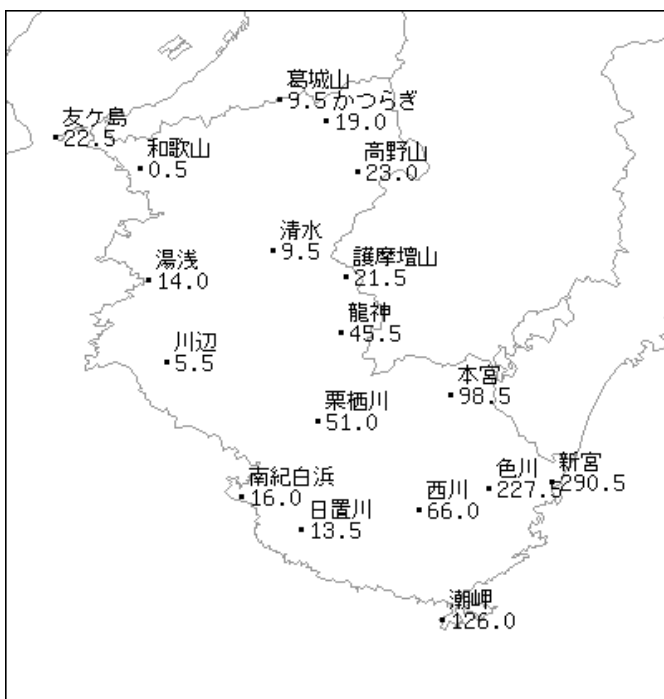 葛城山
9.5
かつらぎ
19.0
友ケ島
22.5
和歌山
0.5
高野山
23.0
清水
9.5
湯浅
14.0
護摩壇山
21.5
龍神
45.5
川辺
5.5
本宮
98.5
栗栖川
51.0
新宮
290.5
色川
227.5
南紀白浜
16.0
西川
66.0
日置川
13.5
潮岬
126.0